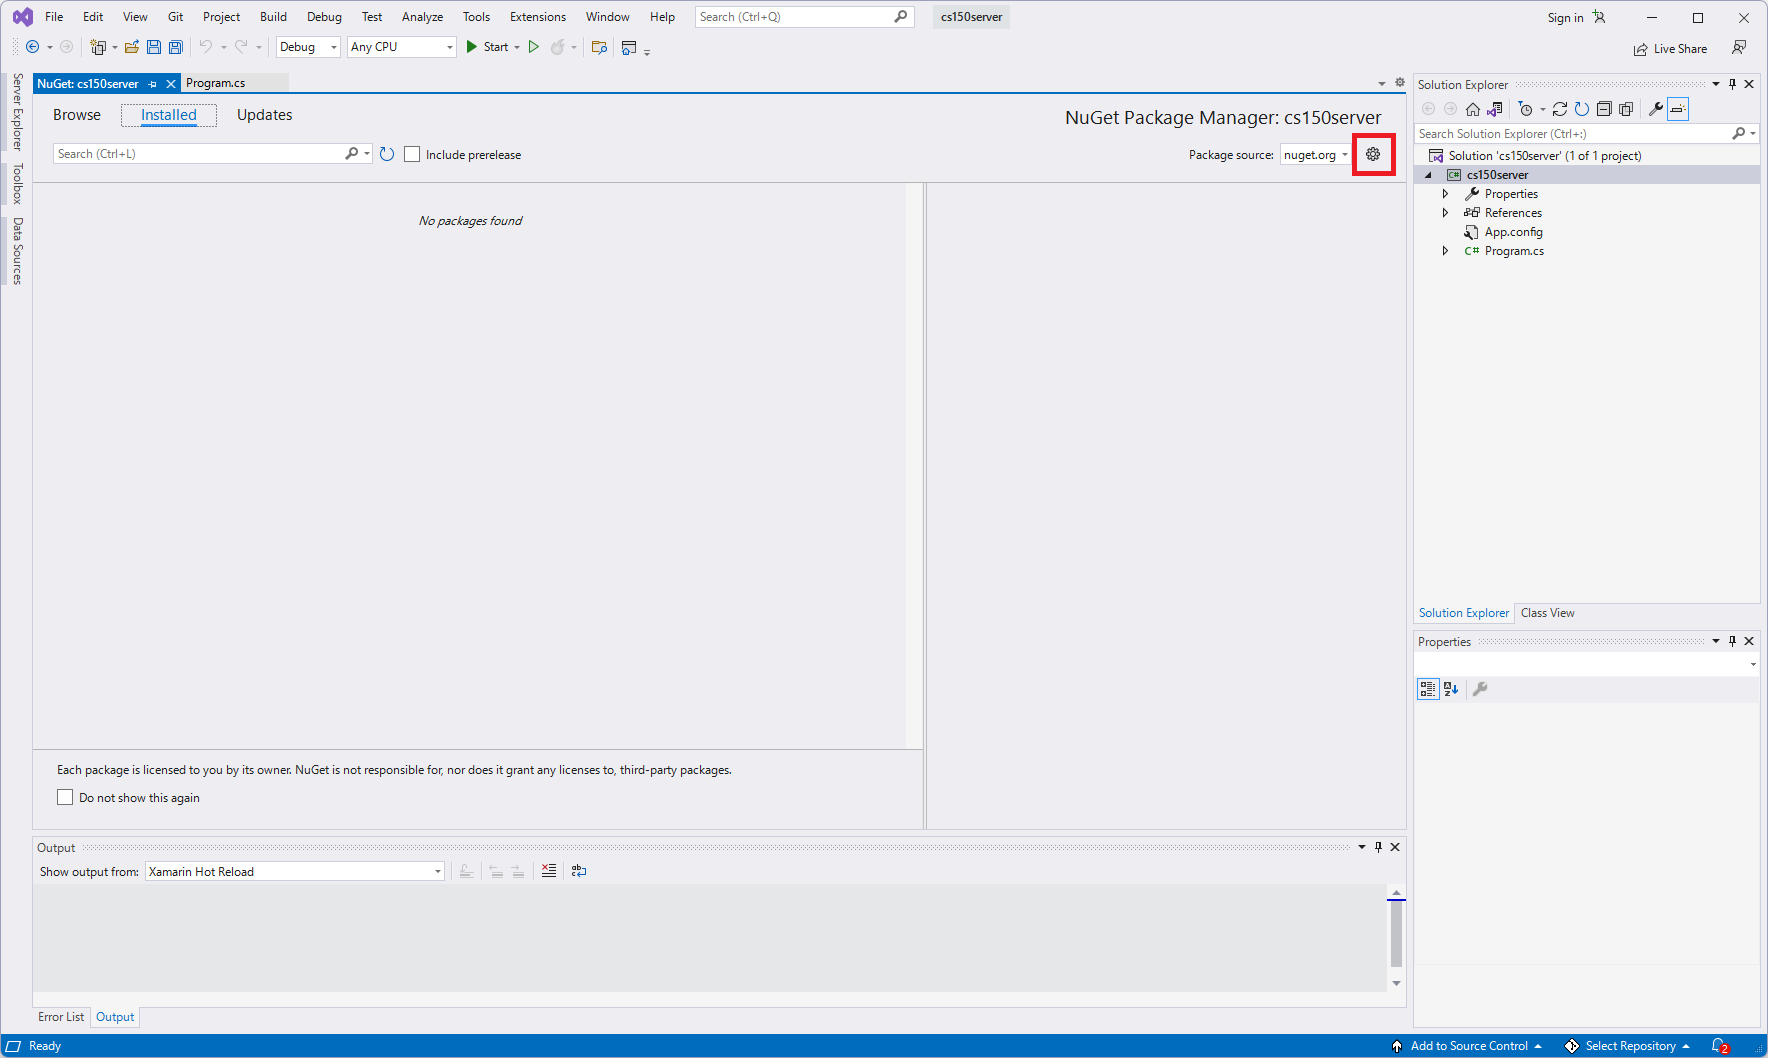 File Edit View Git Project Build Debug Test Analyze Tools Extensions Window Help Search (Ctrl+Q) cs150server Sign in
Debug Any CPU Start Live Share
Server Explorer
Toolbox
Data Sources
NuGet: cs150server Program.cs
Browse Installed Updates
NuGet Package Manager: cs150server
Search (Ctrl+L) Include prerelease Package source: nuget.org
No packages found
Each package is licensed to you by its owner. NuGet is not responsible for, nor does it grant any licenses to, third-party packages.
Do not show this again
Output
Show output from: Xamarin Hot Reload
Error List Output
Solution Explorer
Search Solution Explorer (Ctrl+;)
Solution 'cs150server' (1 of 1 project)
C# cs150server
Properties
References
App.config
C# Program.cs
Solution Explorer Class View
Properties
Ready Add to Source Control Select Repository 2